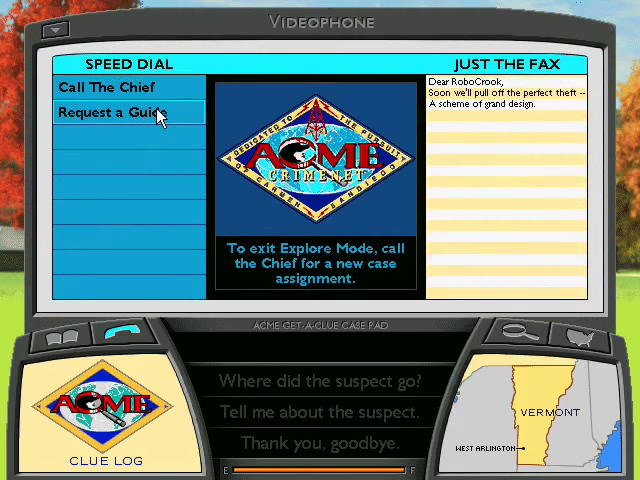 VIDEOPHONE
SPEED DIAL
Call The Chief
Request a Guide
DEDICATED TO THE PURSUIT
ACME
CRIMENET
OF CARMEN SANDIEGO
To exit Explore Mode, call
the Chief for a new case
assignment.
JUST THE FAX
Dear RoboCrook,
Soon we'll pull off the perfect theft --
A scheme of grand design.
ACME GET-A-CLUE CASE PAD
ACME
CLUE LOG
Where did the suspect go?
Tell me about the suspect.
Thank you, goodbye.
E F
VERMONT
WEST ARLINGTON